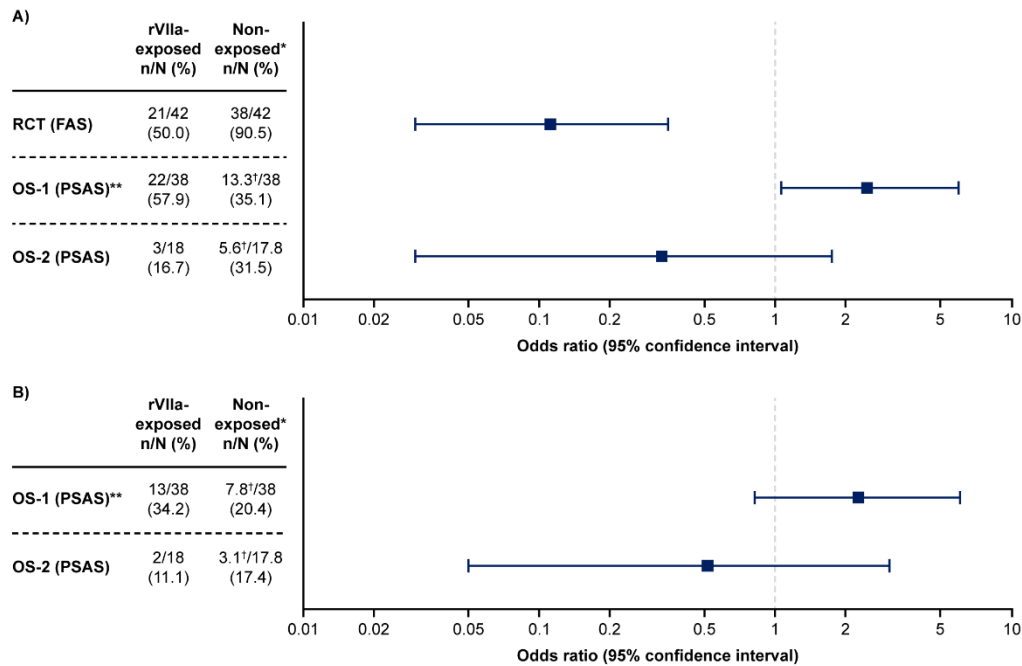 A)
rVIIa-
exposed
n/N (%)
Non-
exposed*
n/N (%)
RCT (FAS)
21/42
(50.0)
38/42
(90.5)
OS-1 (PSAS)**
22/38
(57.9)
13.3†/38
(35.1)
OS-2 (PSAS)
3/18
(16.7)
5.6†/17.8
(31.5)
0.01 0.02 0.05 0.1 0.2 0.5 1 2 5 10
Odds ratio (95% confidence interval)
B)
rVIIa-
exposed
n/N (%)
Non-
exposed*
n/N (%)
OS-1 (PSAS)**
13/38
(34.2)
7.8†/38
(20.4)
OS-2 (PSAS)
2/18
(11.1)
3.1†/17.8
(17.4)
0.01 0.02 0.05 0.1 0.2 0.5 1 2 5 10
Odds ratio (95% confidence interval)